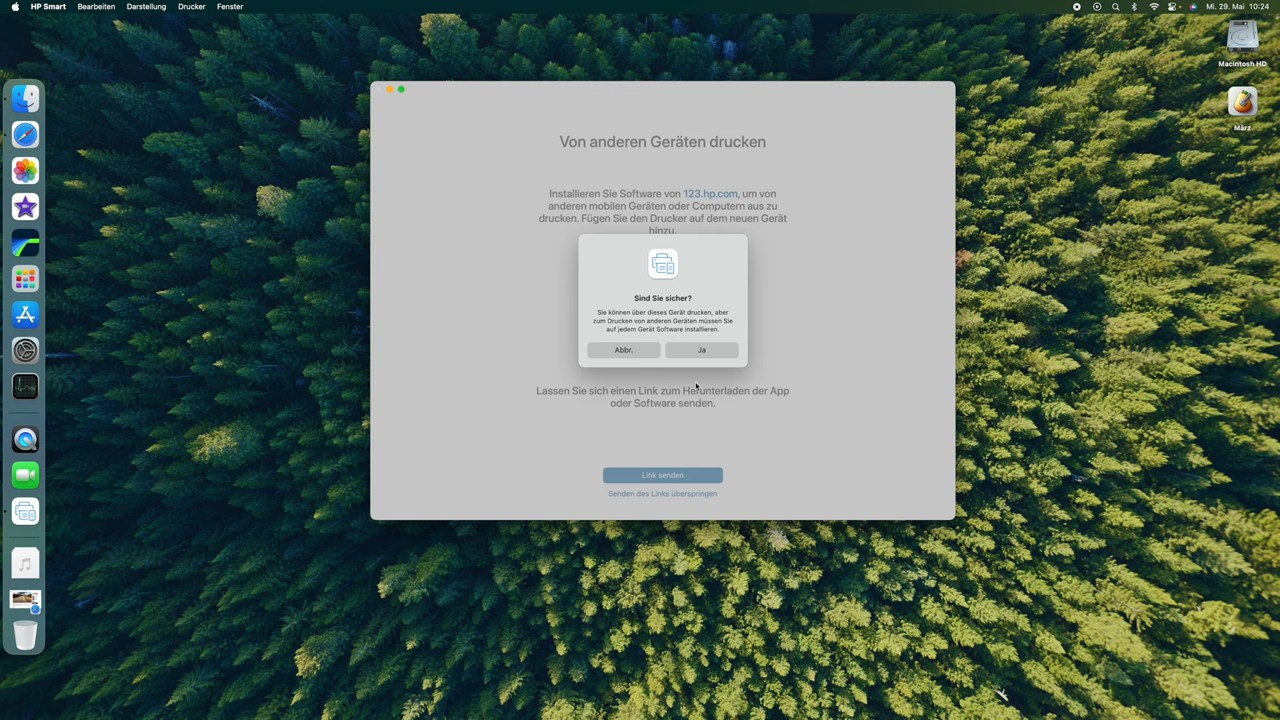 HP Smart Bearbeiten Darstellung Drucker Fenster Mi. 29. Mai 10:24
Macintosh HD
März
Von anderen Geräten drucken
Installieren Sie Software von 123.hp.com, um von
anderen mobilen Geräten oder Computern aus zu
drucken. Fügen Sie den Drucker auf dem neuen Gerät
hinzu.
Sind Sie sicher?
Sie können über dieses Gerät drucken, aber
zum Drucken von anderen Geräten müssen Sie
auf jedem Gerät Software installieren.
Abbr. Ja
Lassen Sie sich einen Link zum Herunterladen der App
oder Software senden.
Link senden
Senden des Links überspringen